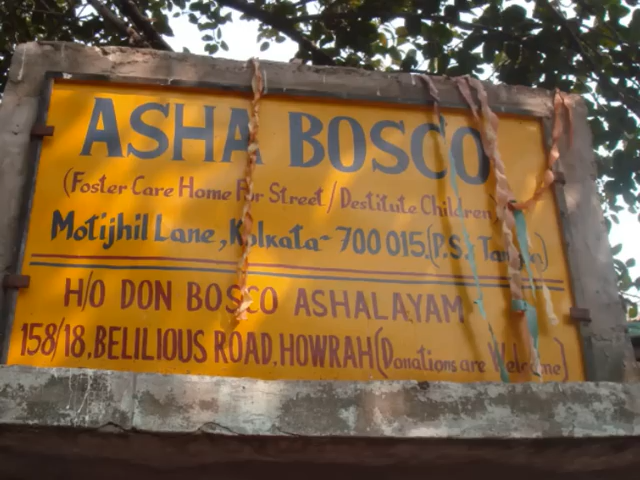 ASHA BOSCO
(Foster Care Home For Street/Destitute Children
Motijhil Lane, Kolkata- 700 015.(P.S.
H/O DON BOSCO ASHALAYAM
158/18, BELILIOUS ROAD, HOWRAH (Donations are Welcome)